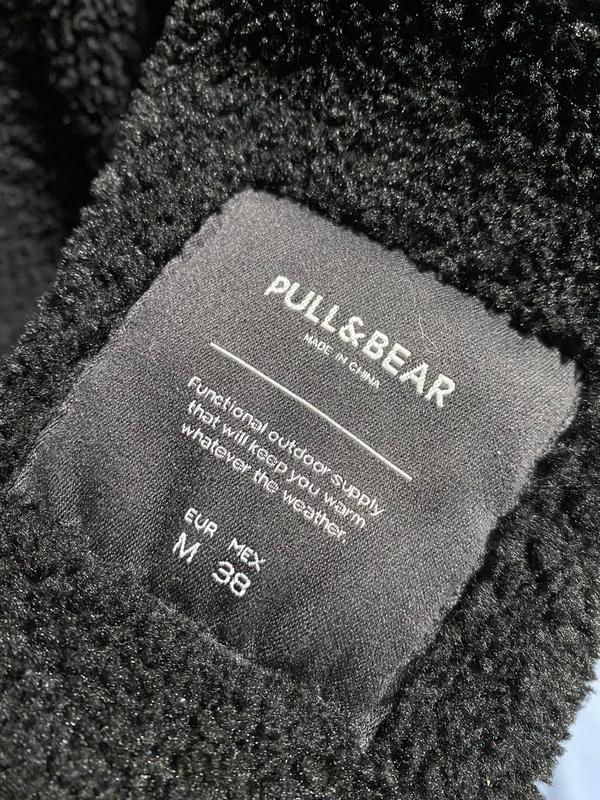 PULL&BEAR
MADE IN CHINA
Functional outdoor supply
that will keep you warm
whatever the weather.
EUR MEX
M 38